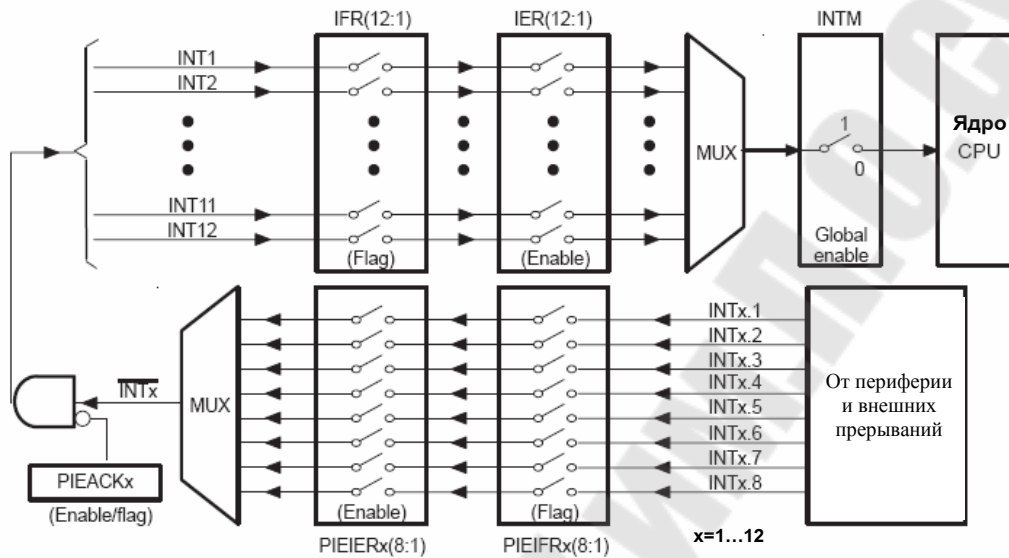 IFR(12:1)
IER(12:1)
INTM
INT1
INT2
INT11
INT12
(Flag)
(Enable)
MUX
1
0
Global
enable
Ядро
CPU
INTx
MUX
PIEACKx
(Enable/flag)
(Enable)
PIEIERx(8:1)
(Flag)
PIEIFRx(8:1)
INTx.1
INTx.2
INTx.3
INTx.4
INTx.5
INTx.6
INTx.7
INTx.8
x=1...12
От периферии
и внешних
прерываний